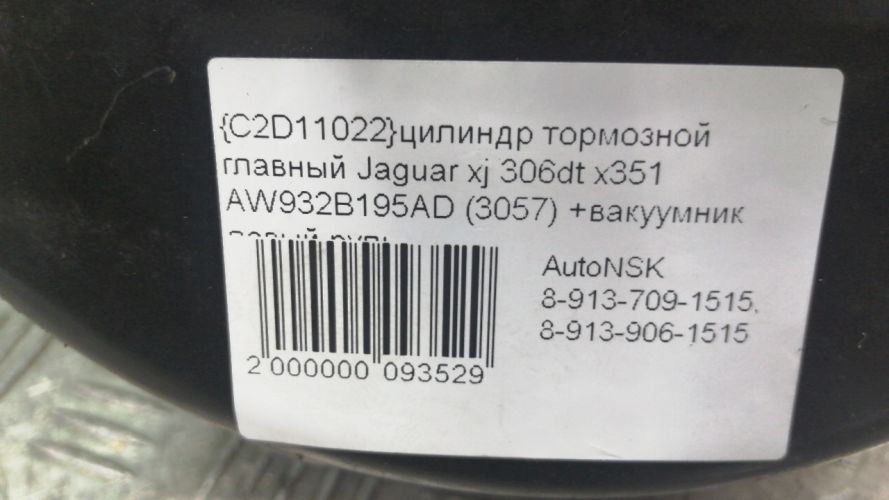 {C2D11022}цилиндр тормозной
главный Jaguar xj 306dt x351
AW932B195AD (3057) +вакуумник
AutoNSK
8-913-709-1515,
8-913-906-1515
2 000000 093529